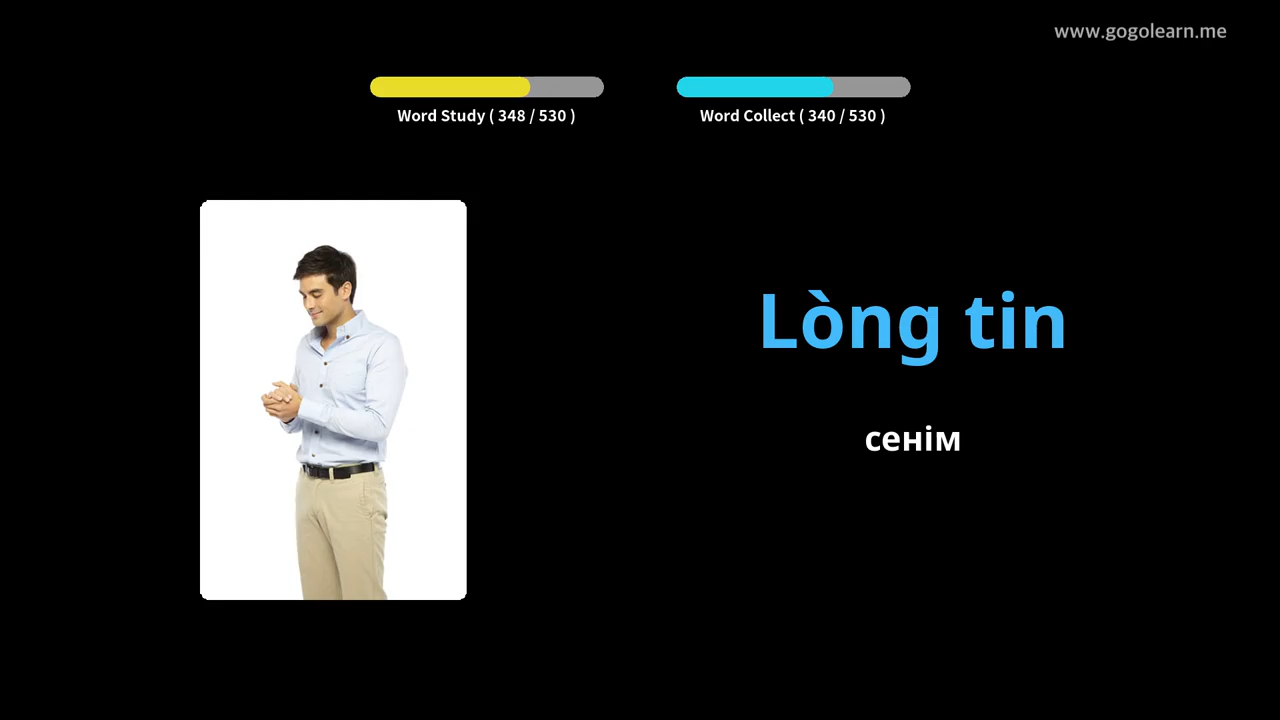 www.gogolearn.me
Word Study ( 348 / 530 )
Word Collect ( 340 / 530 )
Lòng tin
сенім